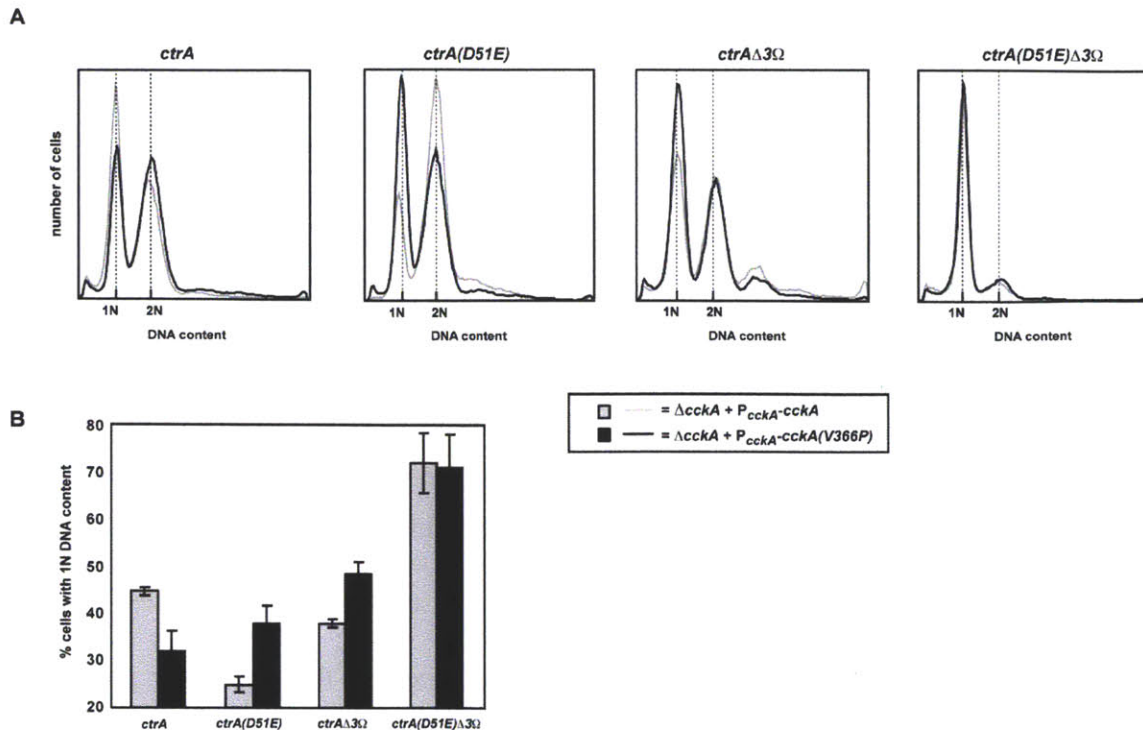 A
ctrA
ctrA(D51E)
ctrAΔ3Ω
ctrA(D51E)Δ3Ω
number of cells
1N 2N
DNA content
1N 2N
DNA content
1N 2N
DNA content
1N 2N
DNA content
= ΔcckA + PcckA-cckA
= ΔcckA + PcckA-cckA(V366P)
B
% cells with 1N DNA content
80
70
60
50
40
30
20
ctrA
ctrA(D51E)
ctrAΔ3Ω
ctrA(D51E)Δ3Ω